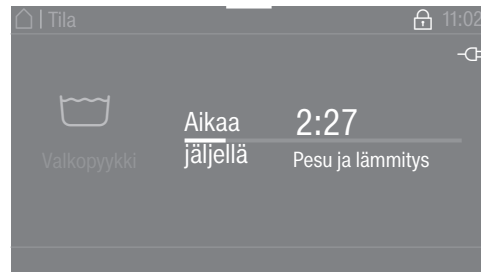 | Tila
11:02
Aikaa
jäljellä
2:27
Valkopyykki
Pesu ja lämmitys